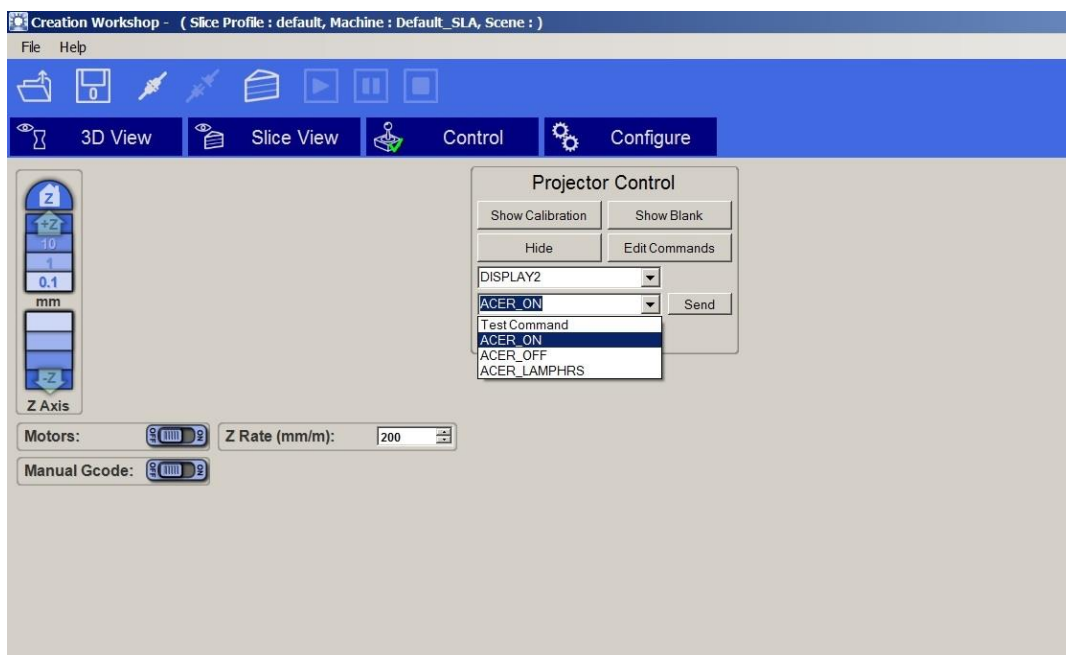 Creation Workshop -   ( Slice Profile : default, Machine : Default_SLA, Scene : )
File   Help
3D View   Slice View   Control   Configure
Projector Control
Show Calibration   Show Blank
Hide   Edit Commands
DISPLAY2
ACER_ON   Send
Test Command
ACER_ON
ACER_OFF
ACER_LAMPHRS
Z
+Z
10
1
0.1
mm
-Z
Z Axis
Motors:   Z Rate (mm/m):   200
Manual Gcode: